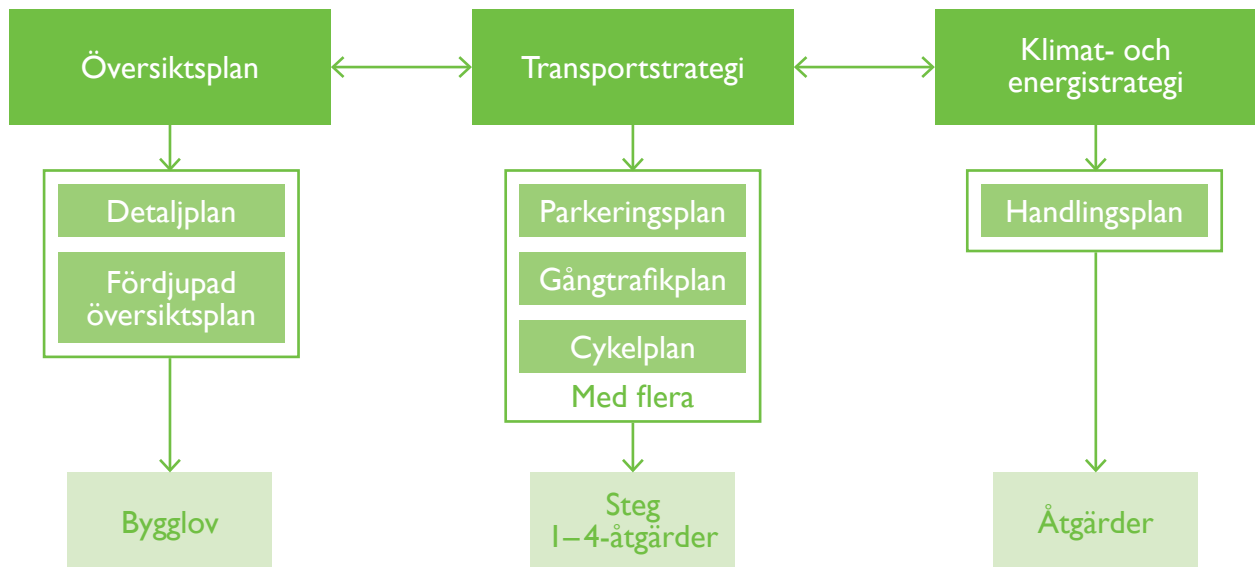 Översiktsplan
Transportstrategi
Klimat- och
energistrategi
Detaljplan
Fördjupad
översiktsplan
Parkeringsplan
Gångtrafikplan
Cykelplan
Med flera
Handlingsplan
Bygglov
Steg
1–4-åtgärder
Åtgärder